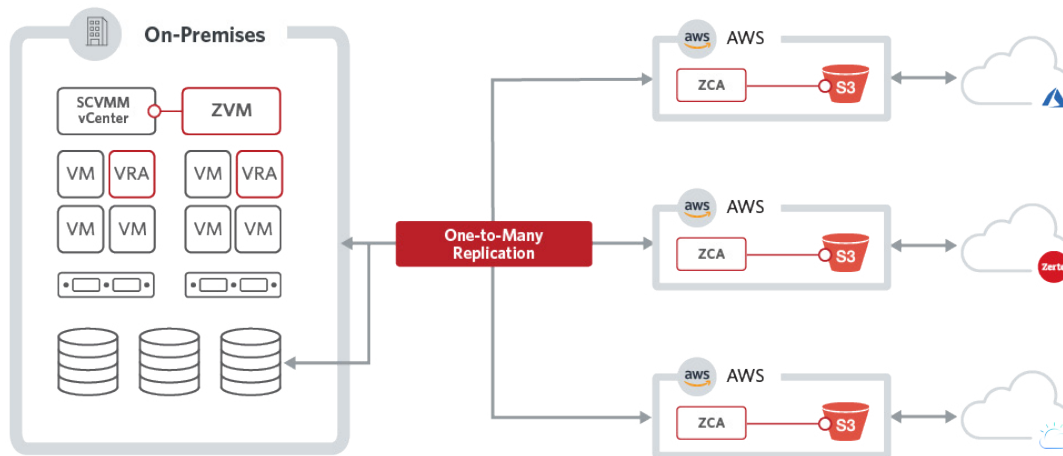 On-Premises
SCVMM
vCenter
ZVM
VM
VRA
VM
VRA
VM
VM
VM
VM
One-to-Many
Replication
aws
AWS
ZCA
S3
aws
AWS
ZCA
S3
Zerto
aws
AWS
ZCA
S3